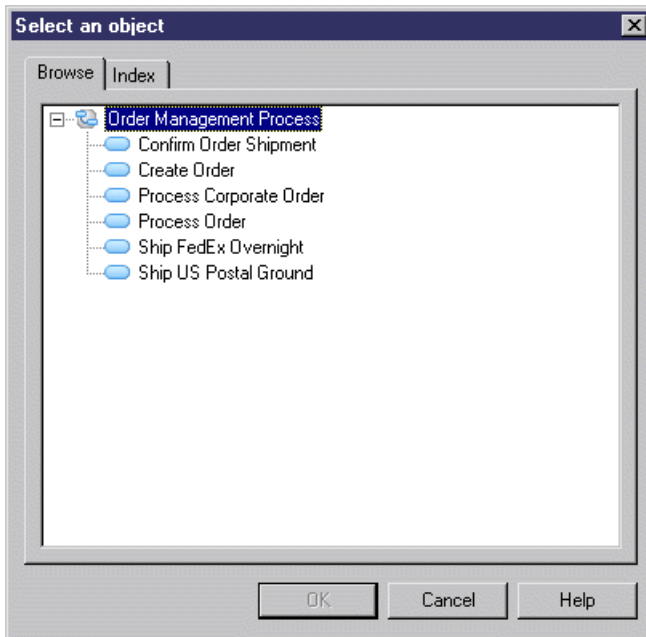 Select an object
Browse Index
Order Management Process
Confirm Order Shipment
Create Order
Process Corporate Order
Process Order
Ship FedEx Overnight
Ship US Postal Ground
OK Cancel Help